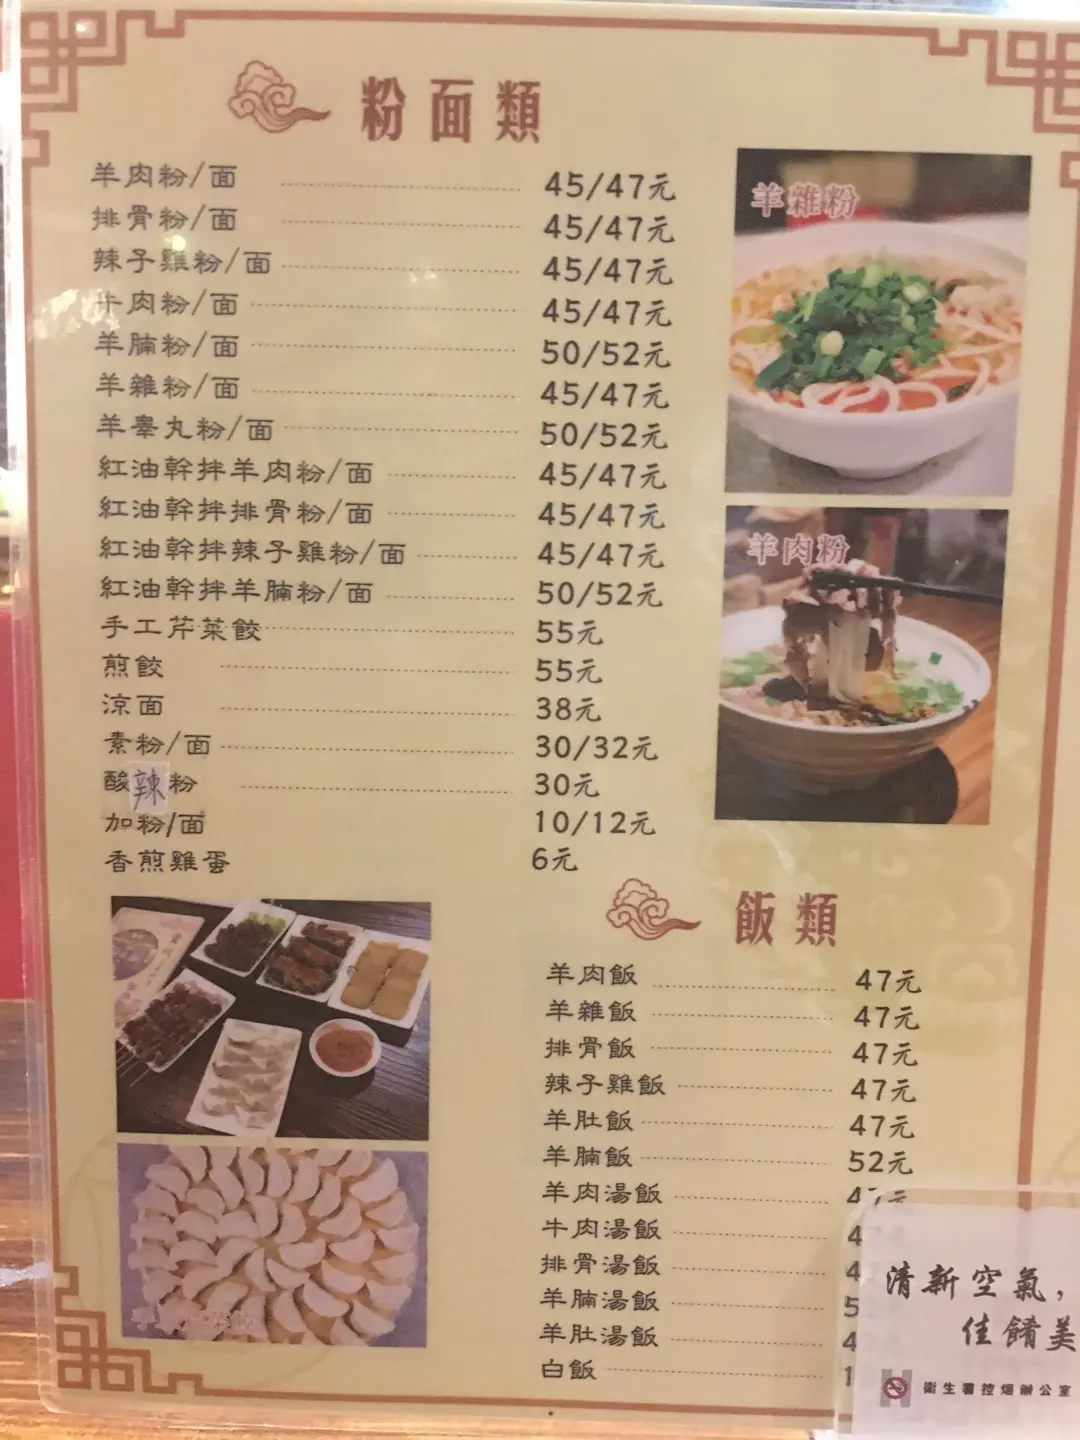 粉面類
羊肉粉/面 45/47元
排骨粉/面 45/47元
辣子雞粉/面 45/47元
牛肉粉/面 45/47元
羊腩粉/面 50/52元
羊雜粉/面 45/47元
羊睾丸粉/面 50/52元
紅油幹拌羊肉粉/面 45/47元
紅油幹拌排骨粉/面 45/47元
紅油幹拌辣子雞粉/面 45/47元
紅油幹拌羊腩粉/面 50/52元
手工芹菜餃 55元
煎餃 55元
涼面 38元
素粉/面 30/32元
酸辣粉 30元
加粉/面 10/12元
香煎雞蛋 6元
羊雜粉
羊肉粉
飯類
羊肉飯 47元
羊雜飯 47元
排骨飯 47元
辣子雞飯 47元
羊肚飯 47元
羊腩飯 52元
羊肉湯飯 47元
牛肉湯飯 4
排骨湯飯 4
羊腩湯飯 5
羊肚湯飯 4
白飯 1
清新空氣，
佳餚美
衛生署控煙辦公室